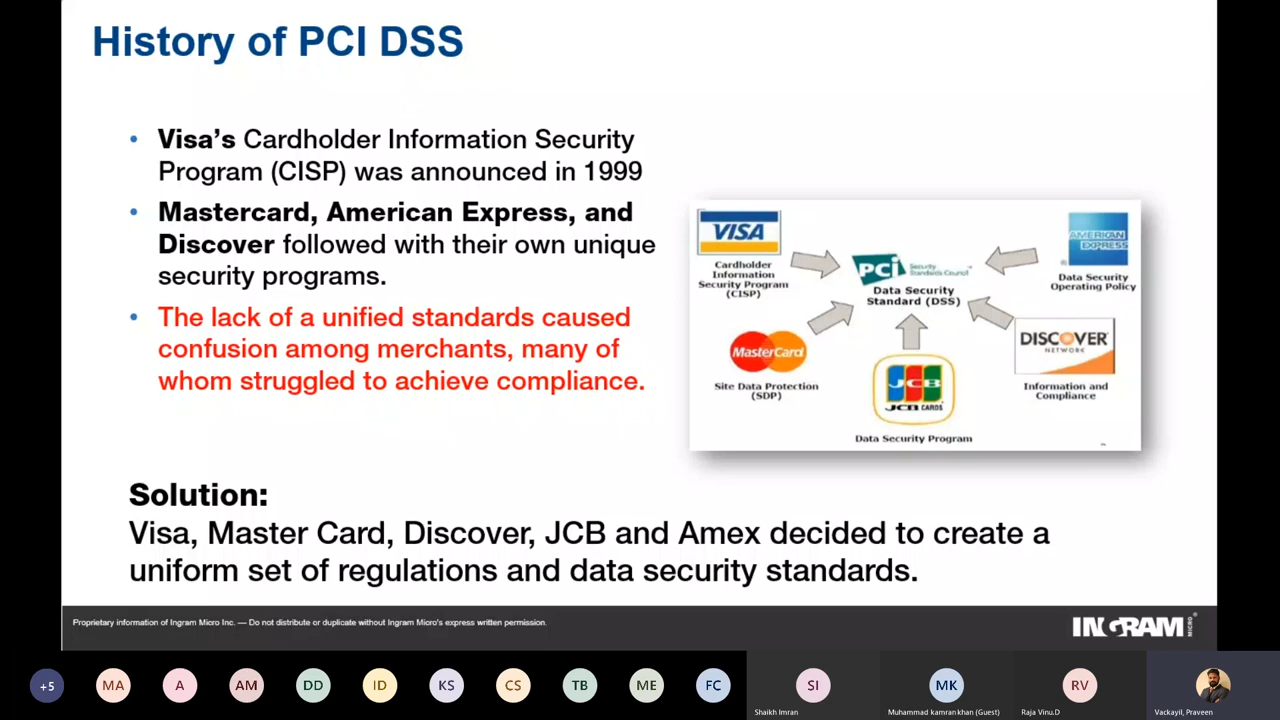 History of PCI DSS
• Visa's Cardholder Information Security
Program (CISP) was announced in 1999
• Mastercard, American Express, and
Discover followed with their own unique
security programs.
• The lack of a unified standards caused
confusion among merchants, many of
whom struggled to achieve compliance.
VISA
Cardholder
Information
Security Program
(CISP)
PCI Security
Standards Council
Data Security
Standard (DSS)
AMERICAN
EXPRESS
Data Security
Operating Policy
MasterCard
Site Data Protection
(SDP)
JCB
JCB CARDS
Data Security Program
DISCOVER
NETWORK
Information and
Compliance
Solution:
Visa, Master Card, Discover, JCB and Amex decided to create a
uniform set of regulations and data security standards.
Proprietary information of Ingram Micro Inc. — Do not distribute or duplicate without Ingram Micro's express written permission.
INGRAM MICRO
+5
MA
A
AM
DD
ID
KS
CS
TB
ME
FC
SI
Shaikh Imran
MK
Muhammad kamrankhan (Guest)
RV
Raja Vinu.D
Vackayil, Praveen